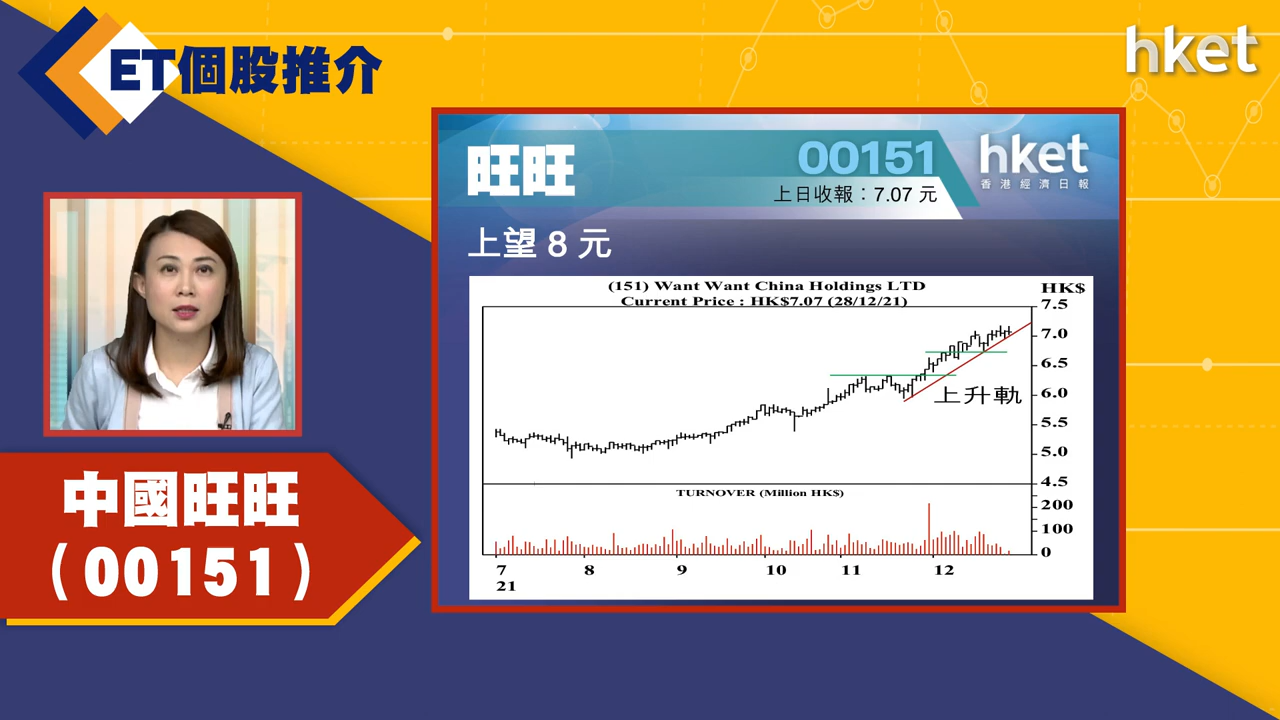 ET個股推介
hket
旺旺
00151
上日收報：7.07 元
hket
香港經濟日報
上望 8 元
(151) Want Want China Holdings LTD
Current Price : HK$7.07 (28/12/21)
HK$
7.5
7.0
6.5
6.0
5.5
5.0
4.5
上升軌
TURNOVER (Million HK$)
200
100
0
7 8 9 10 11 12
21
中國旺旺
(00151)